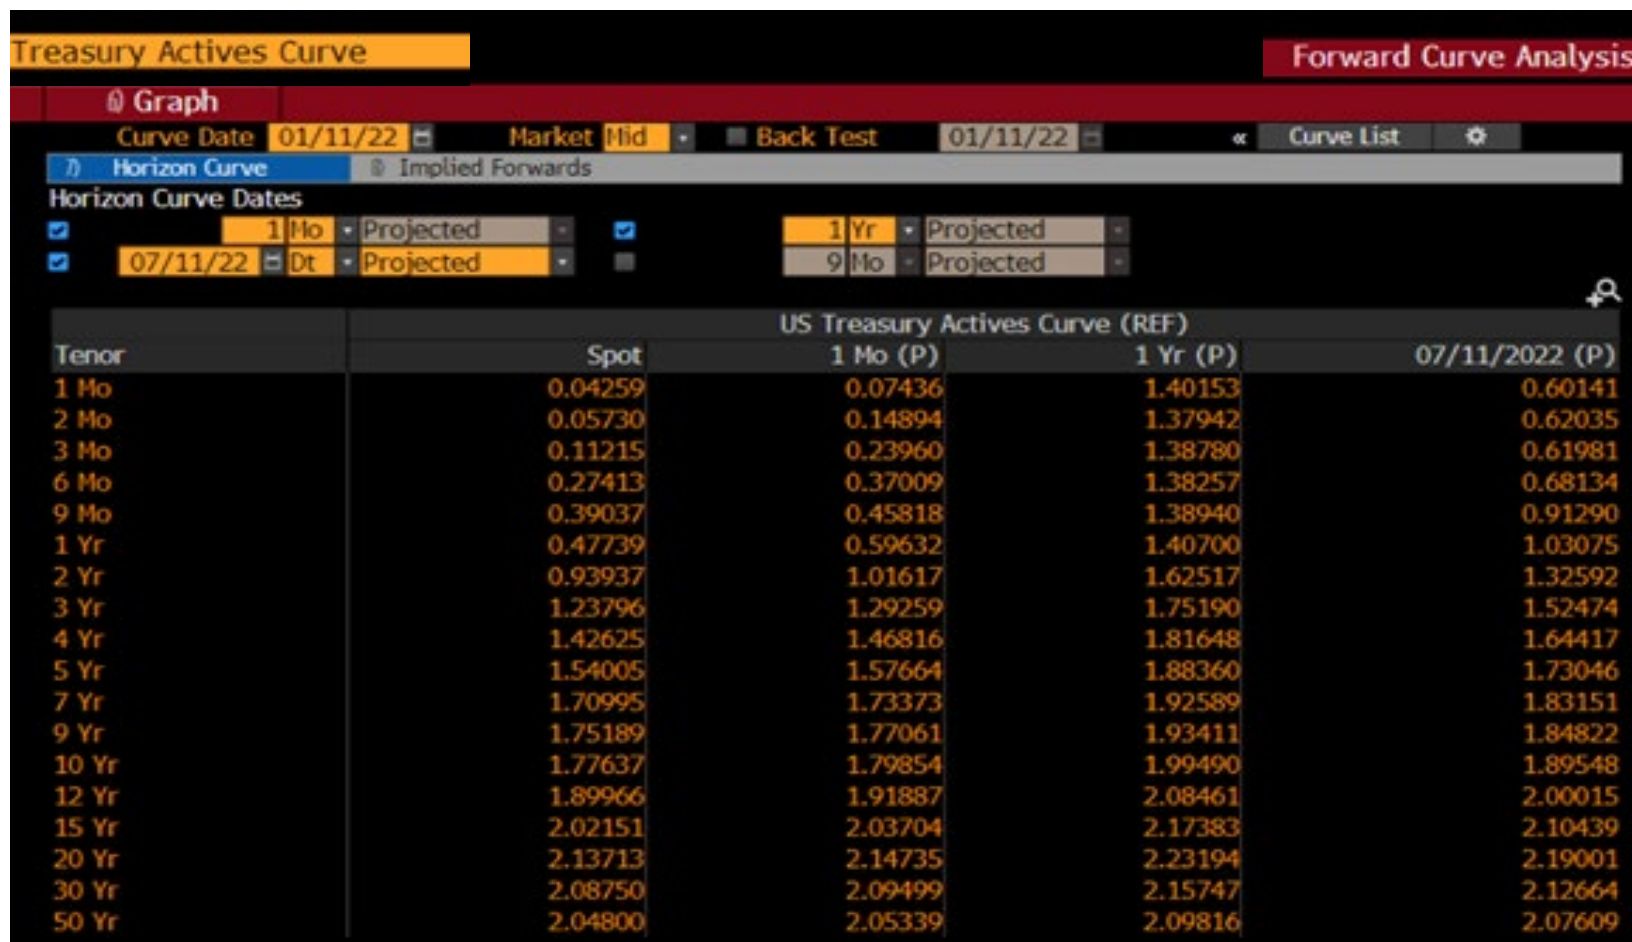 Treasury Actives Curve Forward Curve Analysis
Graph
Curve Date 01/11/22 Market Mid Back Test 01/11/22 « Curve List
7) Horizon Curve Implied Forwards
Horizon Curve Dates
1 Mo Projected 1 Yr Projected
07/11/22 Dt Projected 9 Mo Projected
US Treasury Actives Curve (REF)
Tenor Spot 1 Mo (P) 1 Yr (P) 07/11/2022 (P)
1 Mo 0.04259 0.07436 1.40153 0.60141
2 Mo 0.05730 0.14894 1.37942 0.62035
3 Mo 0.11215 0.23960 1.38780 0.61981
6 Mo 0.27413 0.37009 1.38257 0.68134
9 Mo 0.39037 0.45818 1.38940 0.91290
1 Yr 0.47739 0.59632 1.40700 1.03075
2 Yr 0.93937 1.01617 1.62517 1.32592
3 Yr 1.23796 1.29259 1.75190 1.52474
4 Yr 1.42625 1.46816 1.81648 1.64417
5 Yr 1.54005 1.57664 1.88360 1.73046
7 Yr 1.70995 1.73373 1.92589 1.83151
9 Yr 1.75189 1.77061 1.93411 1.84822
10 Yr 1.77637 1.79854 1.99490 1.89548
12 Yr 1.89966 1.91887 2.08461 2.00015
15 Yr 2.02151 2.03704 2.17383 2.10439
20 Yr 2.13713 2.14735 2.23194 2.19001
30 Yr 2.08750 2.09499 2.15747 2.12664
50 Yr 2.04800 2.05339 2.09816 2.07609